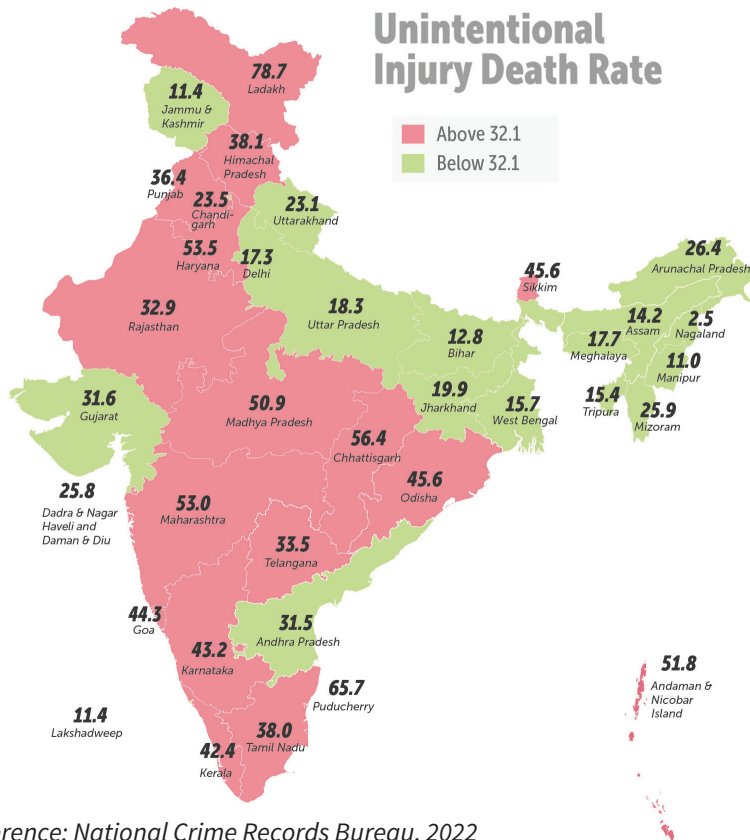 Unintentional
Injury Death Rate
Above 32.1
Below 32.1
78.7
Ladakh
11.4
Jammu &
Kashmir
38.1
Himachal
Pradesh
36.4
Punjab
23.5
Chandi-
garh
23.1
Uttarakhand
53.5
Haryana
17.3
Delhi
26.4
Arunachal Pradesh
45.6
Sikkim
32.9
Rajasthan
18.3
Uttar Pradesh
12.8
Bihar
14.2
Assam
2.5
Nagaland
17.7
Meghalaya
11.0
Manipur
31.6
Gujarat
50.9
Madhya Pradesh
19.9
Jharkhand
15.7
West Bengal
15.4
Tripura
25.9
Mizoram
56.4
Chhattisgarh
45.6
Odisha
25.8
Dadra & Nagar
Haveli and
Daman & Diu
53.0
Maharashtra
33.5
Telangana
44.3
Goa
31.5
Andhra Pradesh
43.2
Karnataka
65.7
Puducherry
51.8
Andaman &
Nicobar
Island
11.4
Lakshadweep
42.4
Kerala
38.0
Tamil Nadu
erence: National Crime Records Bureau, 2022